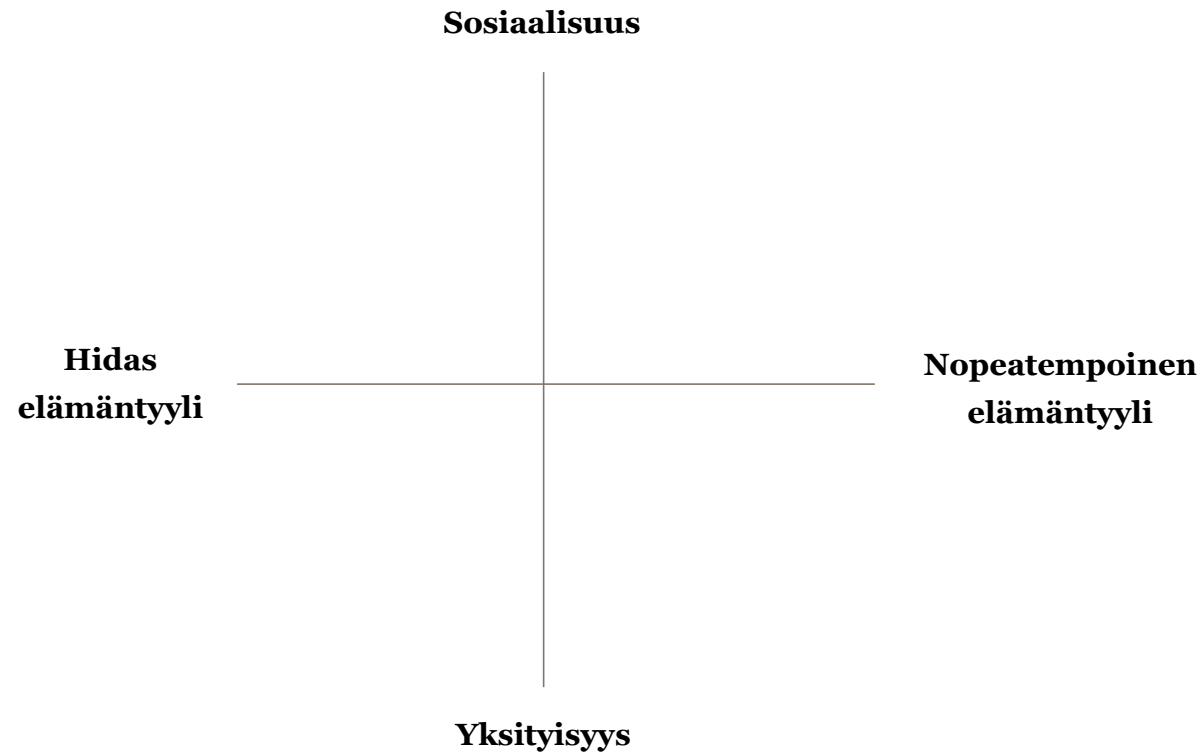 Sosiaalisuus
Hidas
elämäntyyli
Nopeatempoinen
elämäntyyli
Yksityisyys